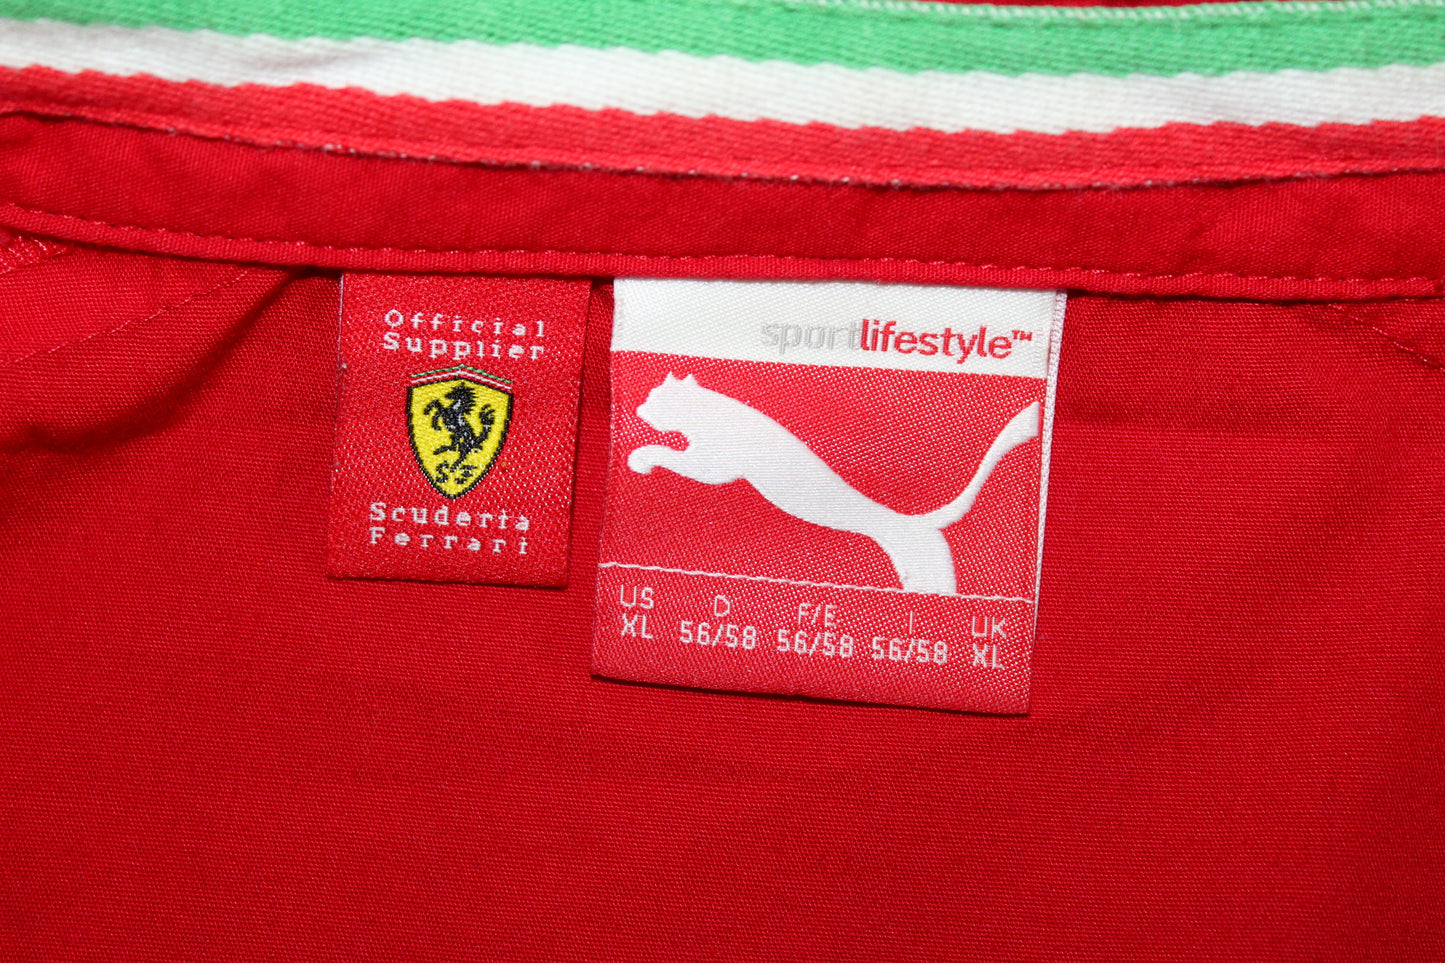 Official
Supplier
S F
Scuderia
Ferrari
sportlifestyle™
US D F/E I UK
XL 56/58 56/58 56/58 XL